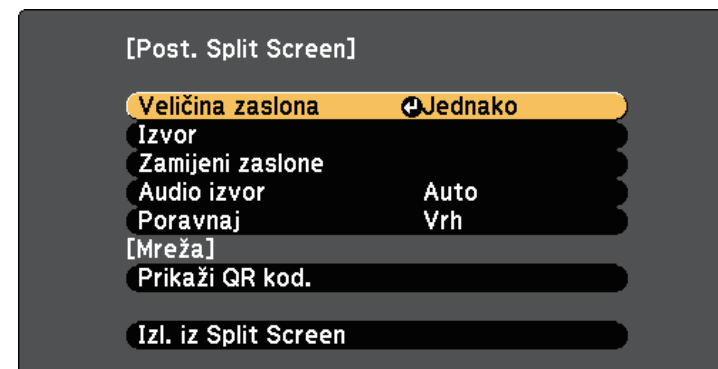 [Post. Split Screen]
Veličina zaslona Jednako
Izvor
Zamijeni zaslone
Audio izvor Auto
Poravnaj Vrh
[Mreža]
Prikaži QR kod.
Izl. iz Split Screen